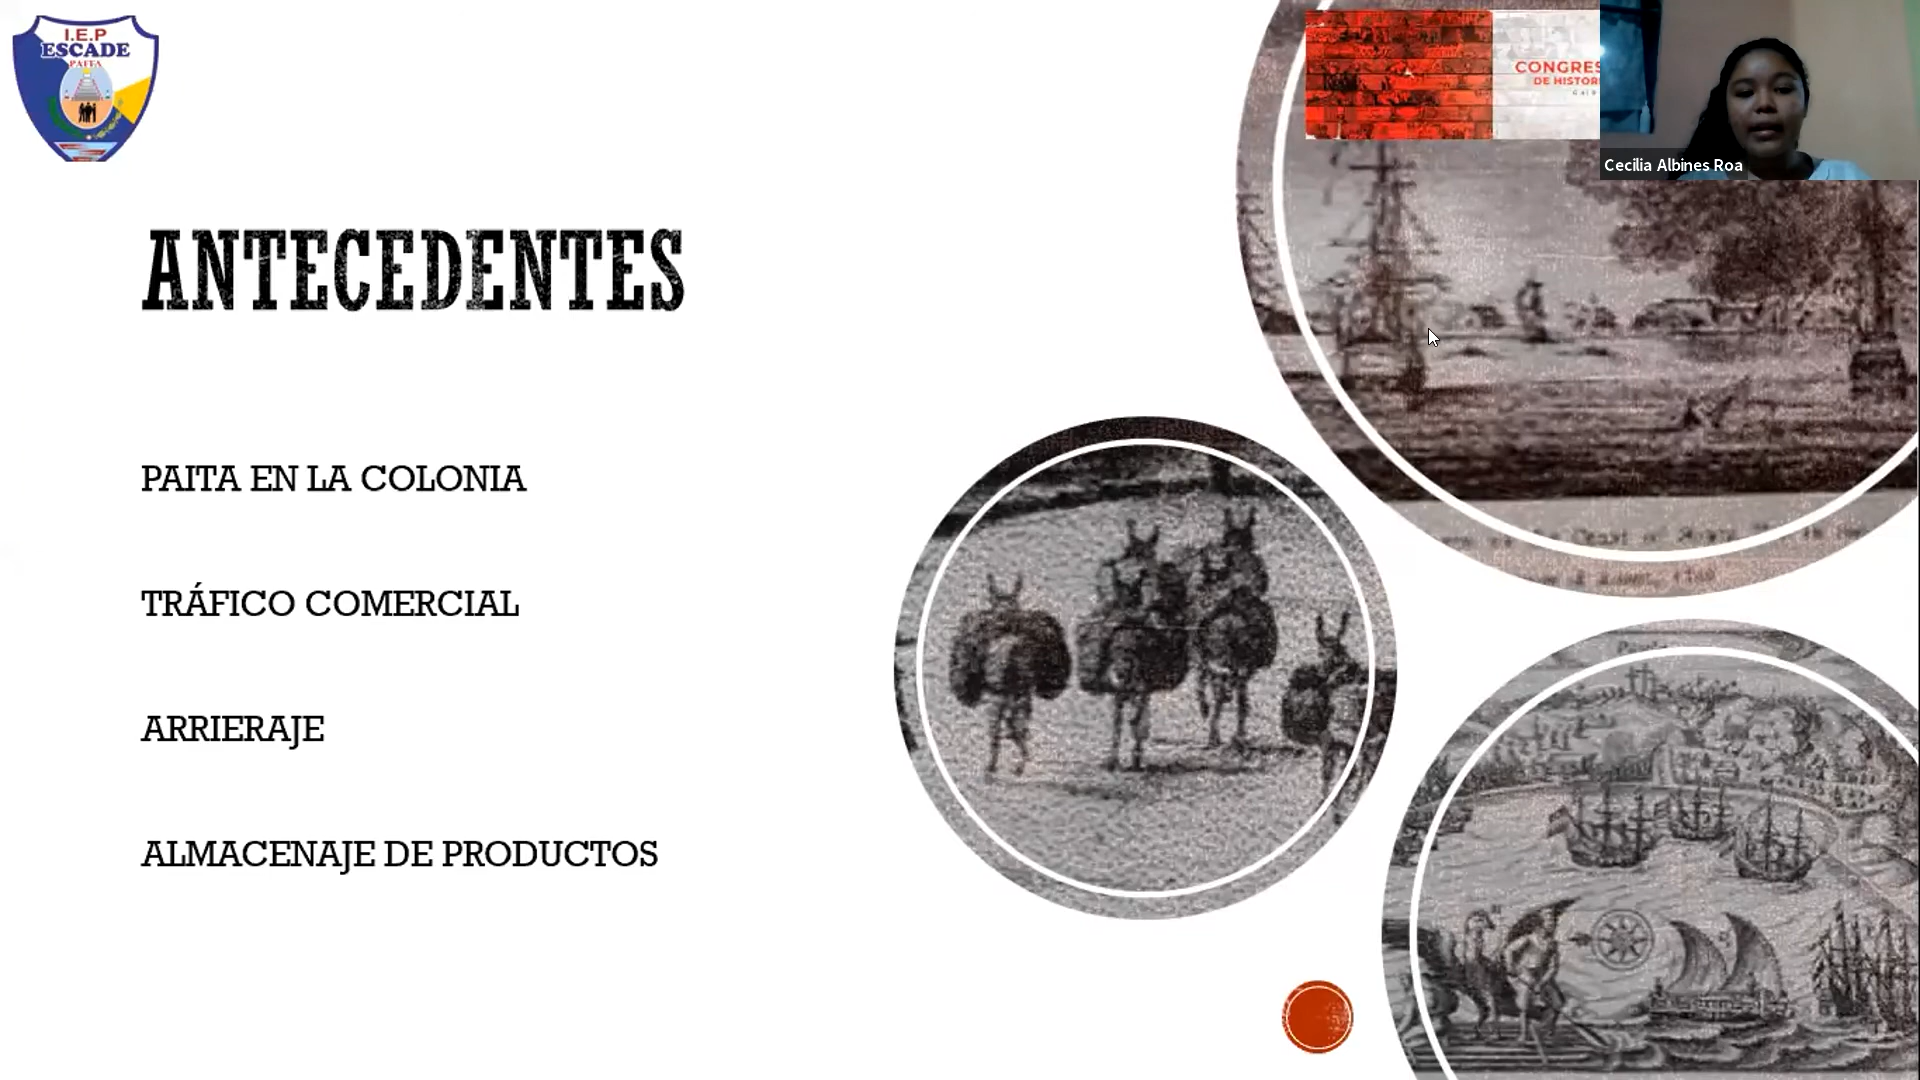 I.E.P
ESCADE
PAITA
CONGRES
DE HISTOR
Cecilia Albines Roa
ANTECEDENTES
PAITA EN LA COLONIA
TRÁFICO COMERCIAL
ARRIERAJE
ALMACENAJE DE PRODUCTOS